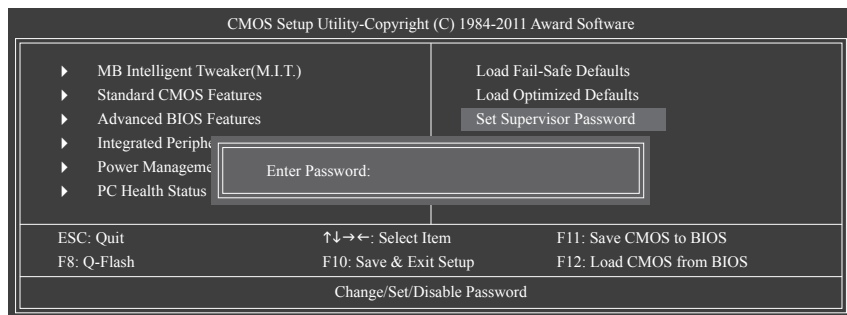 CMOS Setup Utility-Copyright (C) 1984-2011 Award Software
MB Intelligent Tweaker(M.I.T.)
Standard CMOS Features
Advanced BIOS Features
Integrated Periphe
Power Manageme
PC Health Status
Load Fail-Safe Defaults
Load Optimized Defaults
Set Supervisor Password
Enter Password:
ESC: Quit ↑↓→←: Select Item F11: Save CMOS to BIOS
F8: Q-Flash F10: Save & Exit Setup F12: Load CMOS from BIOS
Change/Set/Disable Password